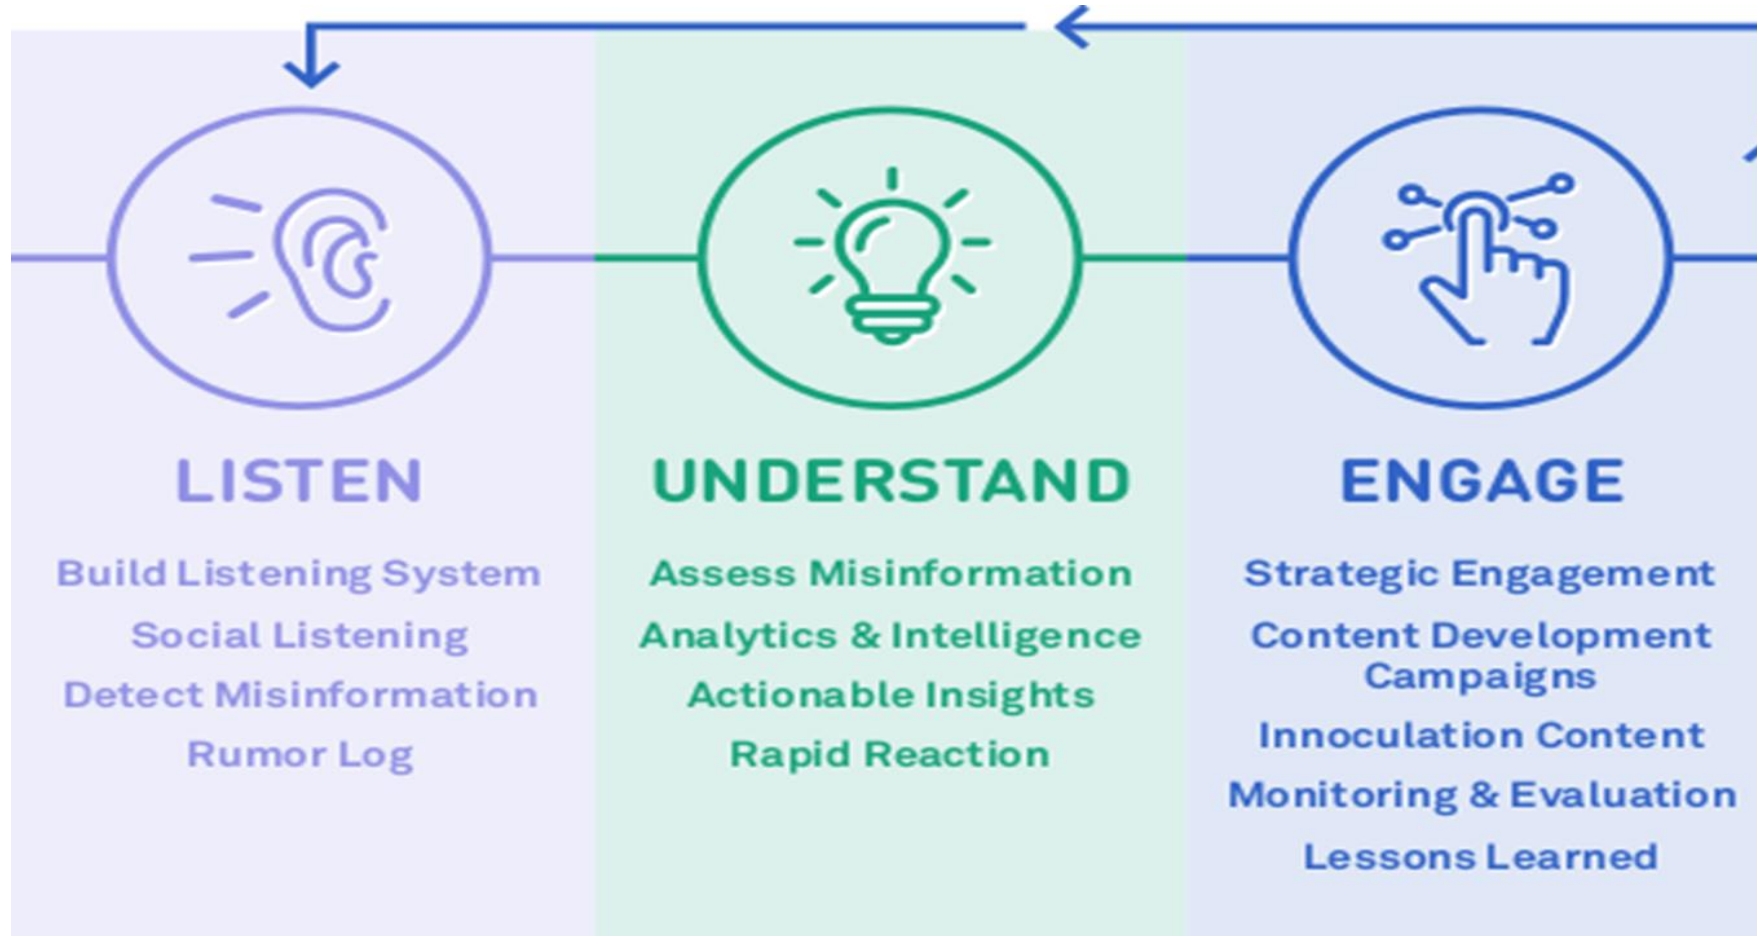 LISTEN
Build Listening System
Social Listening
Detect Misinformation
Rumor Log
UNDERSTAND
Assess Misinformation
Analytics & Intelligence
Actionable Insights
Rapid Reaction
ENGAGE
Strategic Engagement
Content Development
Campaigns
Innoculation Content
Monitoring & Evaluation
Lessons Learned